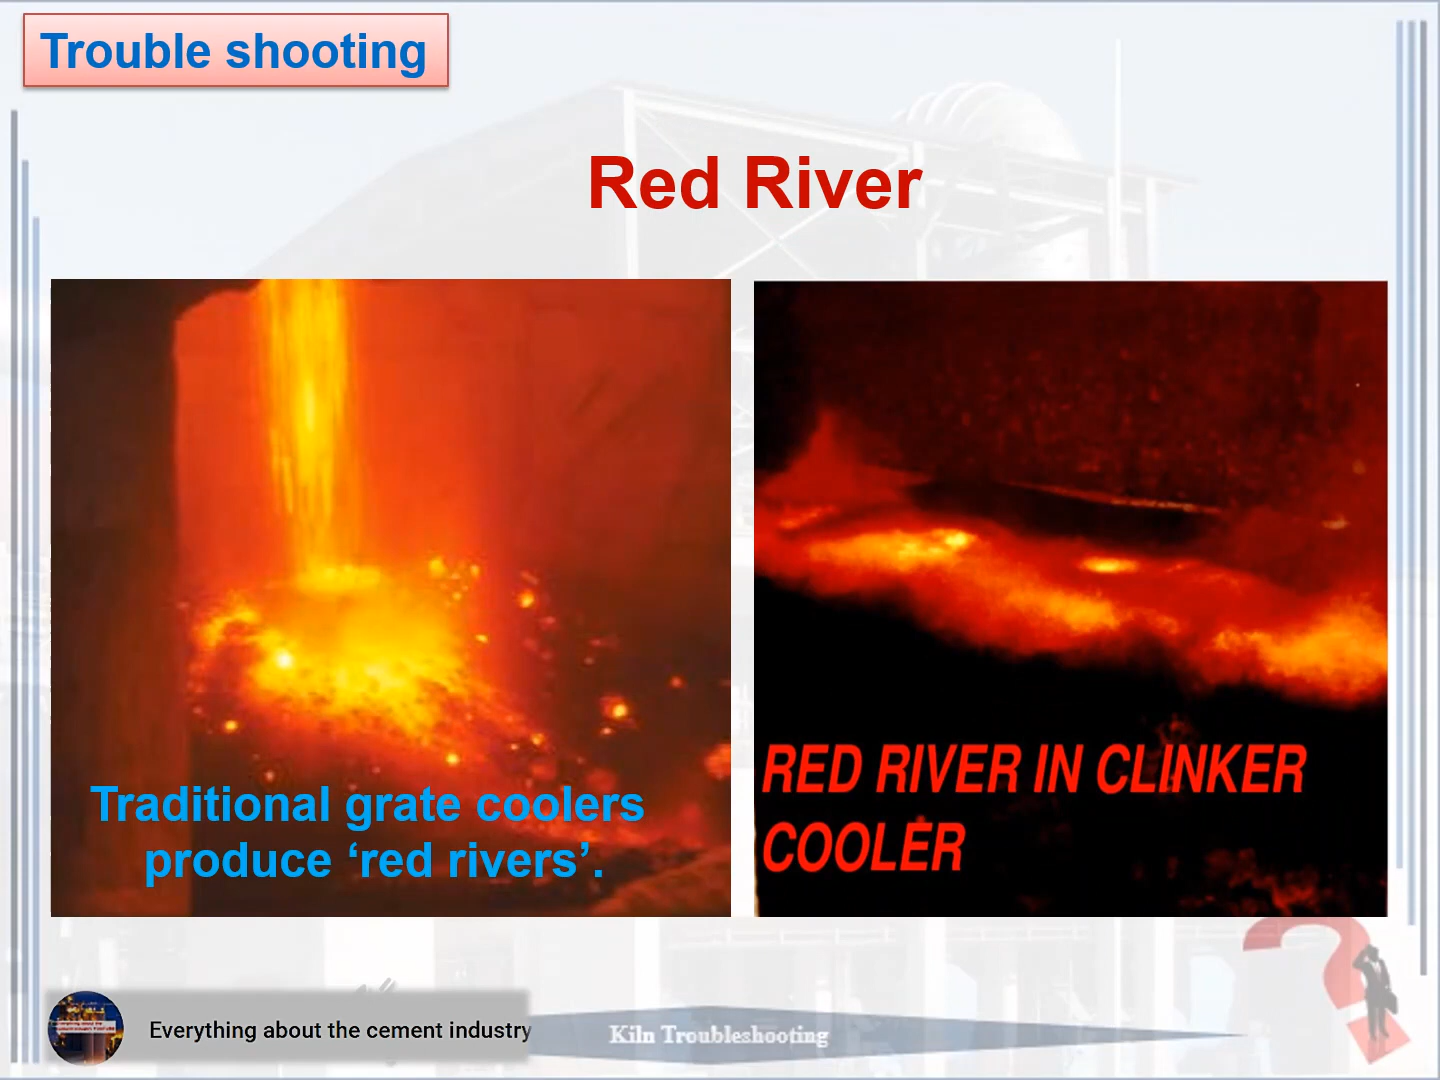 Trouble shooting
Red River
Traditional grate coolers
produce ‘red rivers’.
RED RIVER IN CLINKER
COOLER
Everything about the cement industry
Kiln Troubleshooting